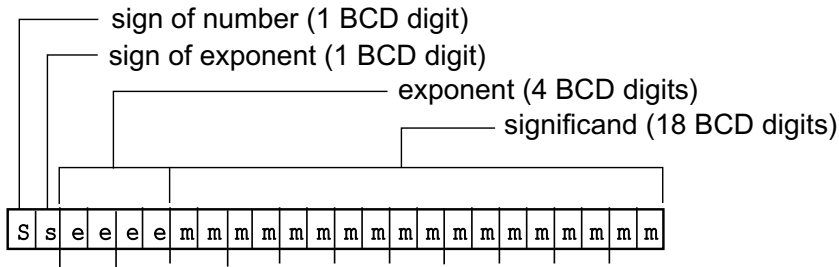 sign of number (1 BCD digit)
sign of exponent (1 BCD digit)
exponent (4 BCD digits)
significand (18 BCD digits)
S s e e e e m m m m m m m m m m m m m m m m m m